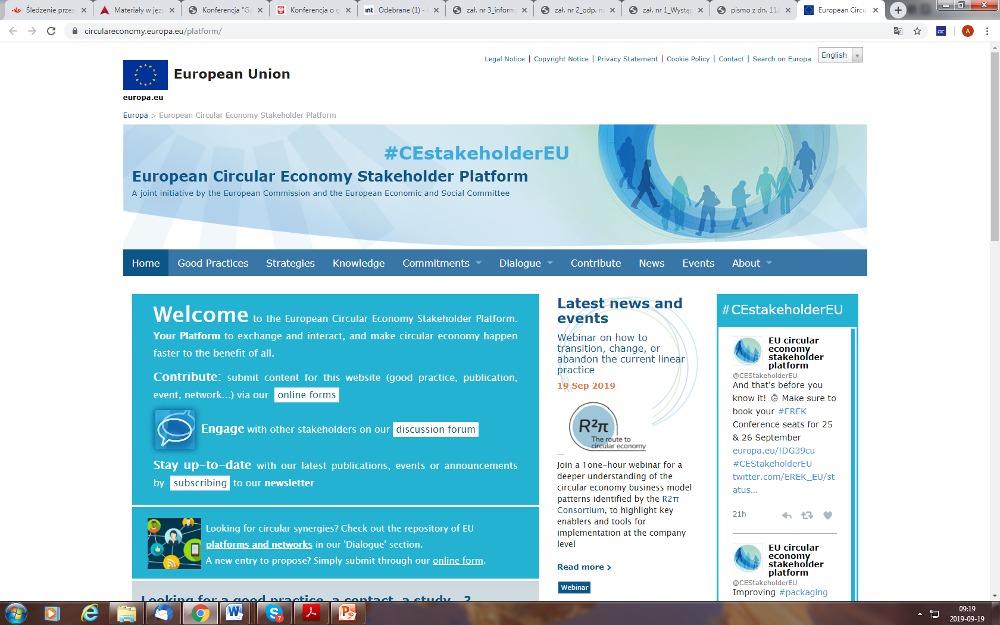 Śledzenie przes
Materiały w języ
Konferencja "Go
Konferencja o g
int Odebrane (1) -
zał. nr 3_informa
zał. nr 2_odp. na
zał. nr 1_Wystąp
pismo z dn. 11.
European Circu
circulareconomy.europa.eu/platform/
A
Legal Notice | Copyright Notice | Privacy Statement | Cookie Policy | Contact | Search on Europa
English
European Union
europa.eu
Europa > European Circular Economy Stakeholder Platform
#CEstakeholderEU
European Circular Economy Stakeholder Platform
A joint initiative by the European Commission and the European Economic and Social Committee
Home Good Practices Strategies Knowledge Commitments Dialogue Contribute News Events About
Welcome to the European Circular Economy Stakeholder Platform.
Your Platform to exchange and interact, and make circular economy happen
faster to the benefit of all.
Contribute: submit content for this website (good practice, publication,
event, network...) via our online forms
Engage with other stakeholders on our discussion forum
Stay up-to-date with our latest publications, events or announcements
by subscribing to our newsletter
Looking for circular synergies? Check out the repository of EU
platforms and networks in our 'Dialogue' section.
A new entry to propose? Simply submit through our online form.
Looking for a good practice, a contact, a study...?
Latest news and
events
Webinar on how to
transition, change, or
abandon the current linear
practice
19 Sep 2019
R²π
The route to
circular economy
Join a 1one-hour webinar for a
deeper understanding of the
circular economy business model
patterns identified by the R2π
Consortium, to highlight key
enablers and tools for
implementation at the company
level
Read more >
Webinar
#CEstakeholderEU
EU circular
economy
stakeholder
platform
@CEStakeholderEU
And that's before you
know it! ⏱ Make sure to
book your #EREK
Conference seats for 25
& 26 September
europa.eu/!DG39cu
#CEStakeholderEU
twitter.com/EREK_EU/st
atus…
21h
EU circular
economy
stakeholder
platform
@CEStakeholderEU
Improving #packaging
7
09:19
2019-09-19